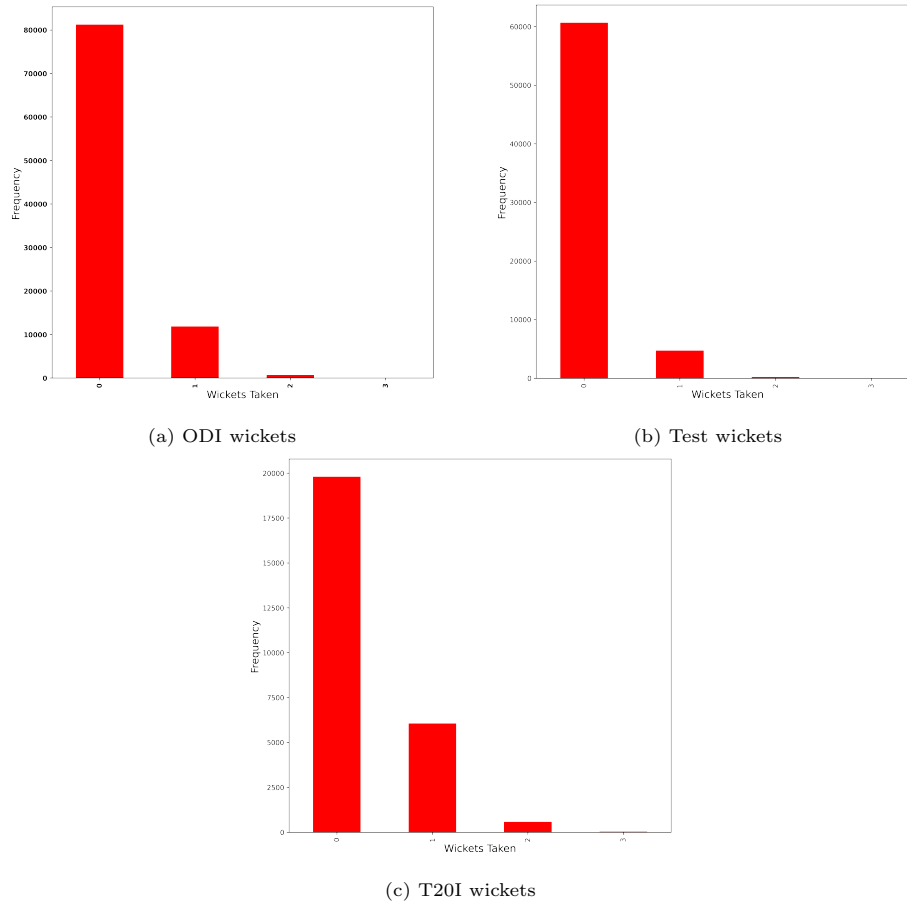 80000
70000
60000
50000
40000
30000
20000
10000
0
Frequency
0 1 2 3
Wickets Taken
(a) ODI wickets
60000
50000
40000
30000
20000
10000
0
Frequency
0 1 2 3
Wickets Taken
(b) Test wickets
20000
17500
15000
12500
10000
7500
5000
2500
0
Frequency
0 1 2 3
Wickets Taken
(c) T20I wickets